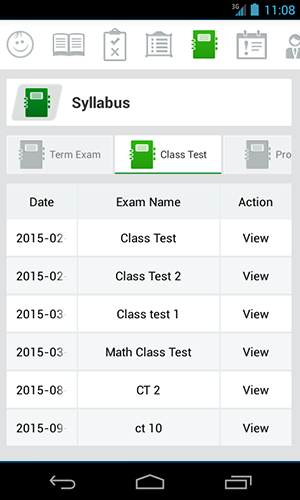 3G 11:08
Syllabus
Term Exam Class Test Pro
Date Exam Name Action
2015-02- Class Test View
2015-02- Class Test 2 View
2015-03- Class test 1 View
2015-03- Math Class Test View
2015-08- CT 2 View
2015-09- ct 10 View